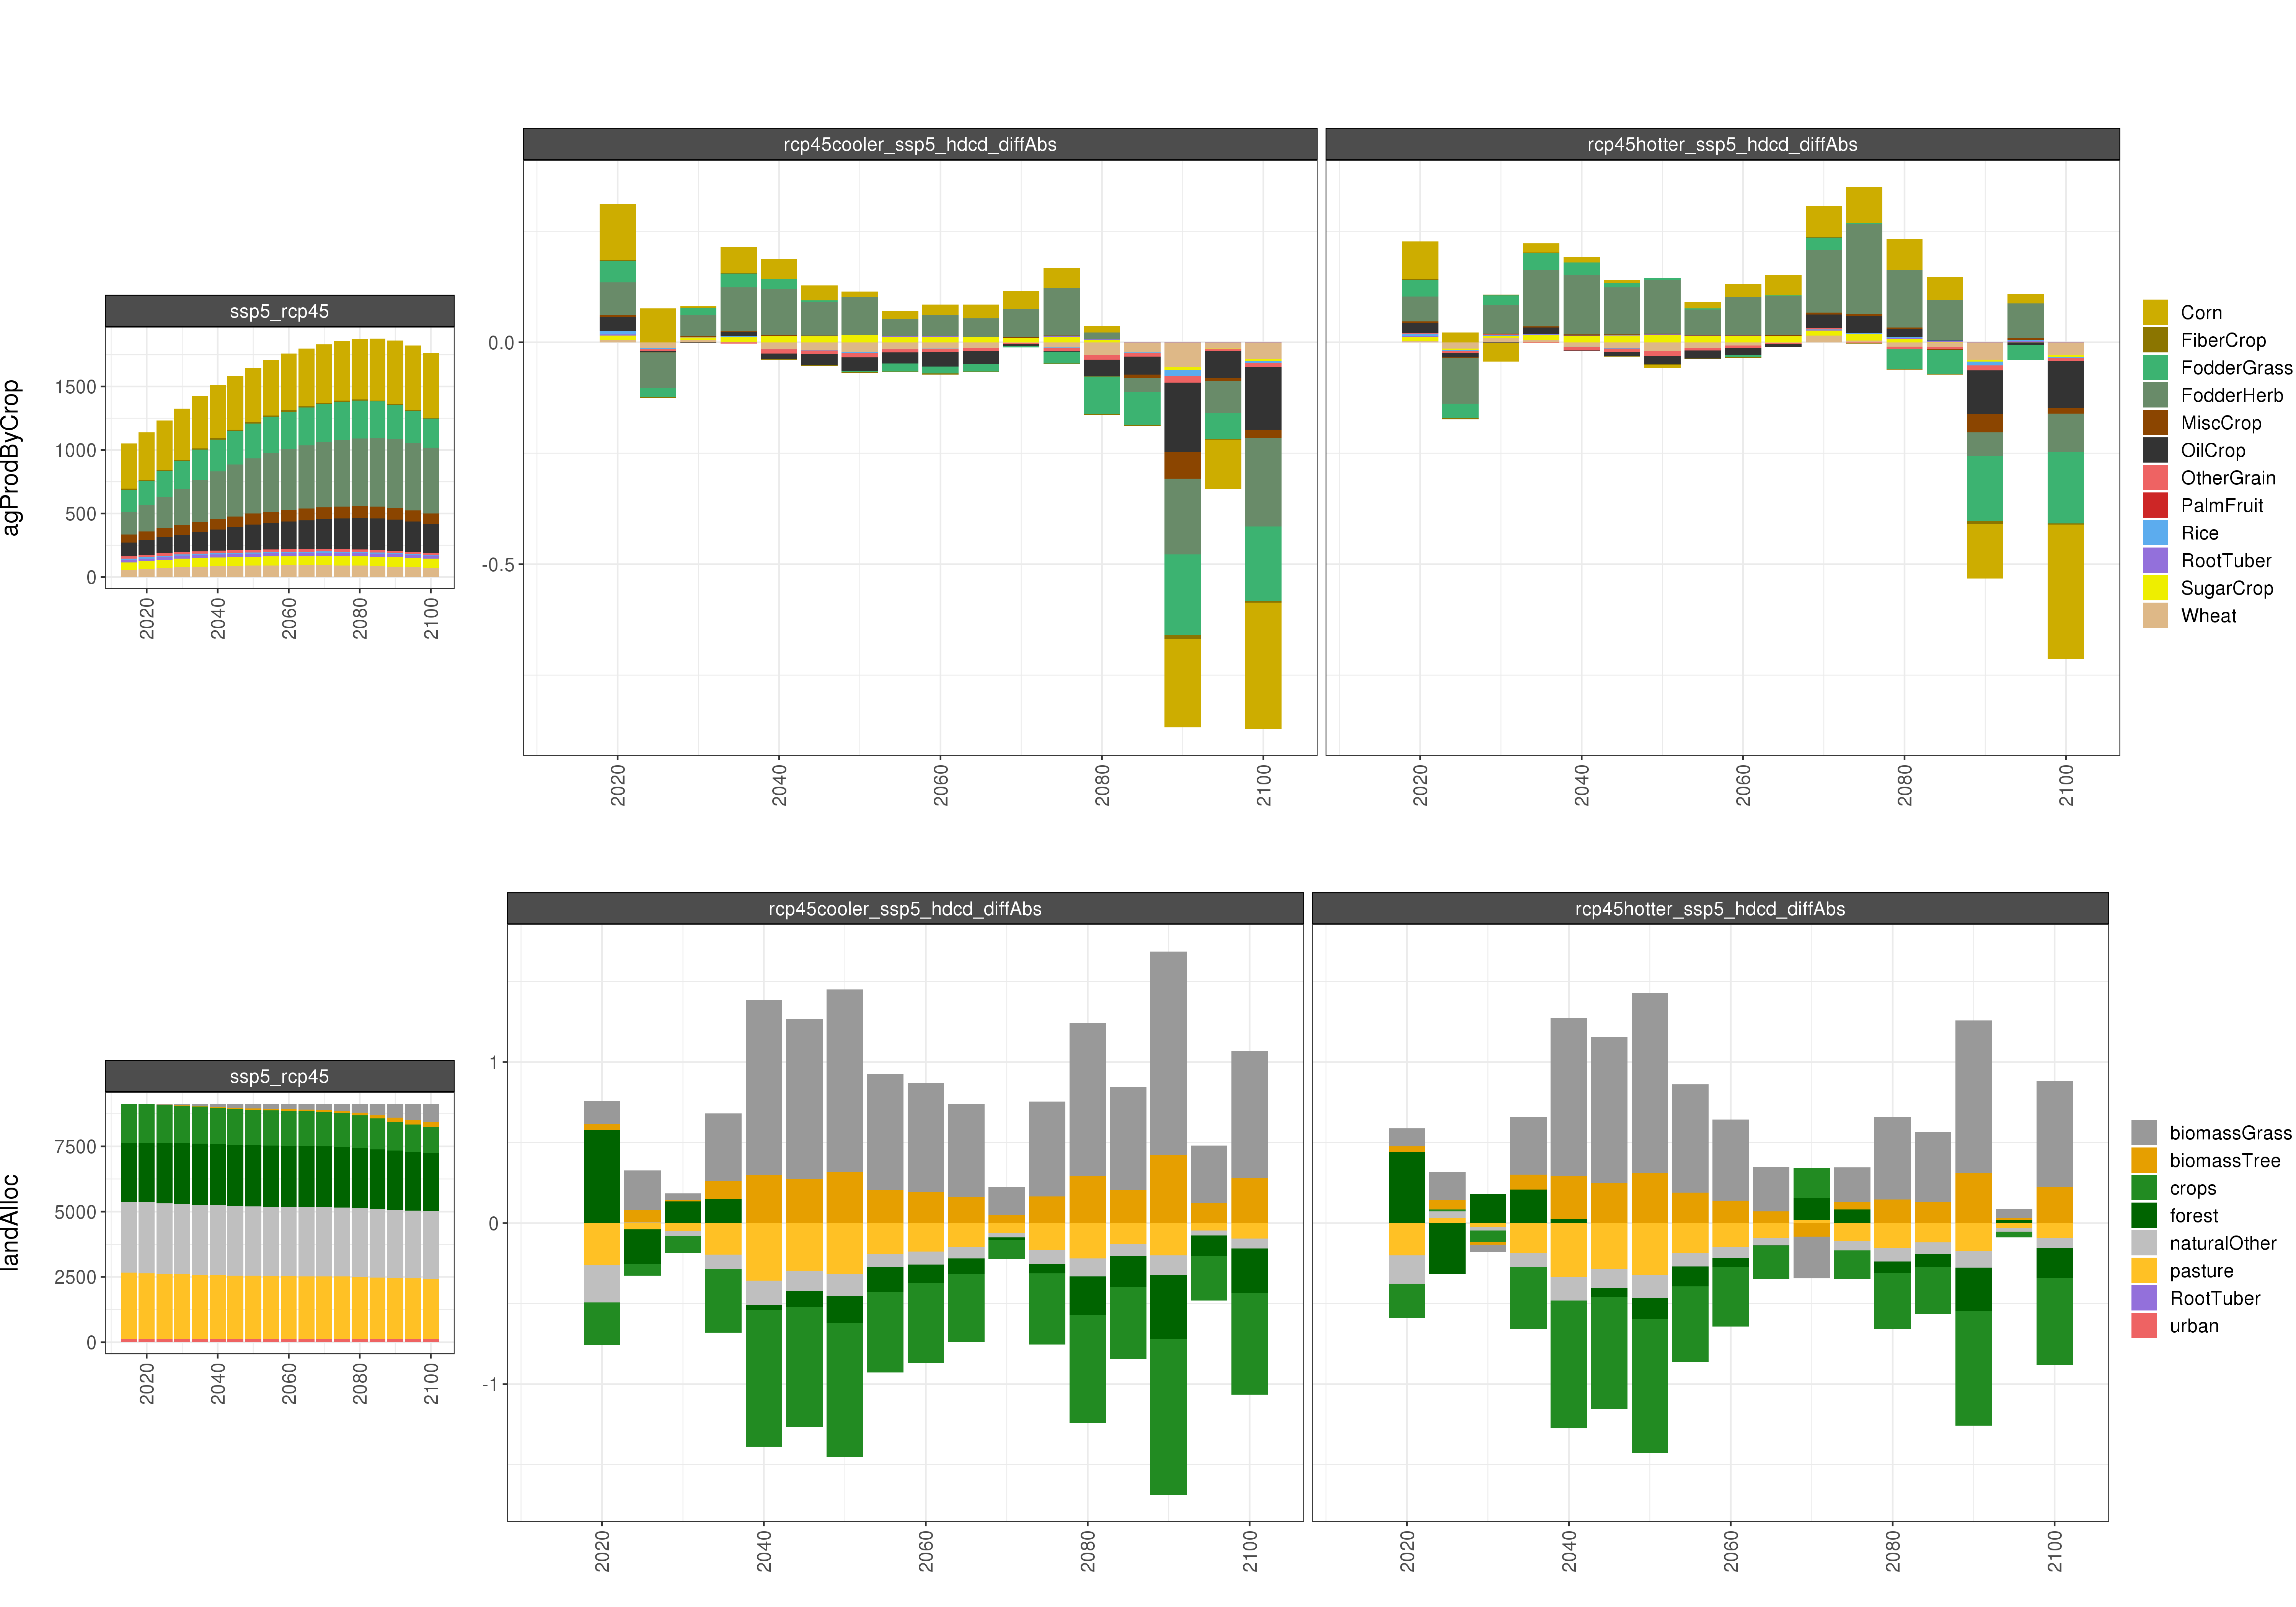 rcp45cooler_ssp5_hdcd_diffAbs
rcp45hotter_ssp5_hdcd_diffAbs
ssp5_rcp45
agProdByCrop
1500
1000
500
0
2020
2040
2060
2080
2100
0.0
-0.5
2020
2040
2060
2080
2100
2020
2040
2060
2080
2100
Corn
FiberCrop
FodderGrass
FodderHerb
MiscCrop
OilCrop
OtherGrain
PalmFruit
Rice
RootTuber
SugarCrop
Wheat
rcp45cooler_ssp5_hdcd_diffAbs
rcp45hotter_ssp5_hdcd_diffAbs
ssp5_rcp45
landAlloc
7500
5000
2500
0
2020
2040
2060
2080
2100
1
0
-1
2020
2040
2060
2080
2100
2020
2040
2060
2080
2100
biomassGrass
biomassTree
crops
forest
naturalOther
pasture
RootTuber
urban